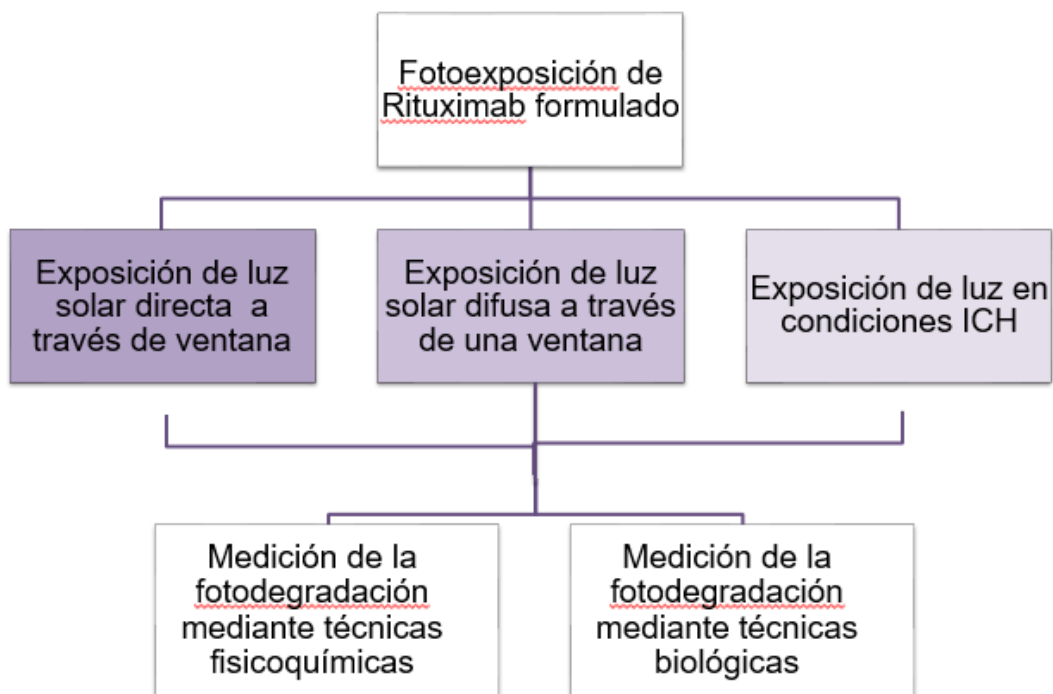 Fotoexposición de
Rituximab formulado
Exposición de luz
solar directa a
través de ventana
Exposición de luz
solar difusa a través
de una ventana
Exposición de luz en
condiciones ICH
Medición de la
fotodegradación
mediante técnicas
fisicoquímicas
Medición de la
fotodegradación
mediante técnicas
biológicas